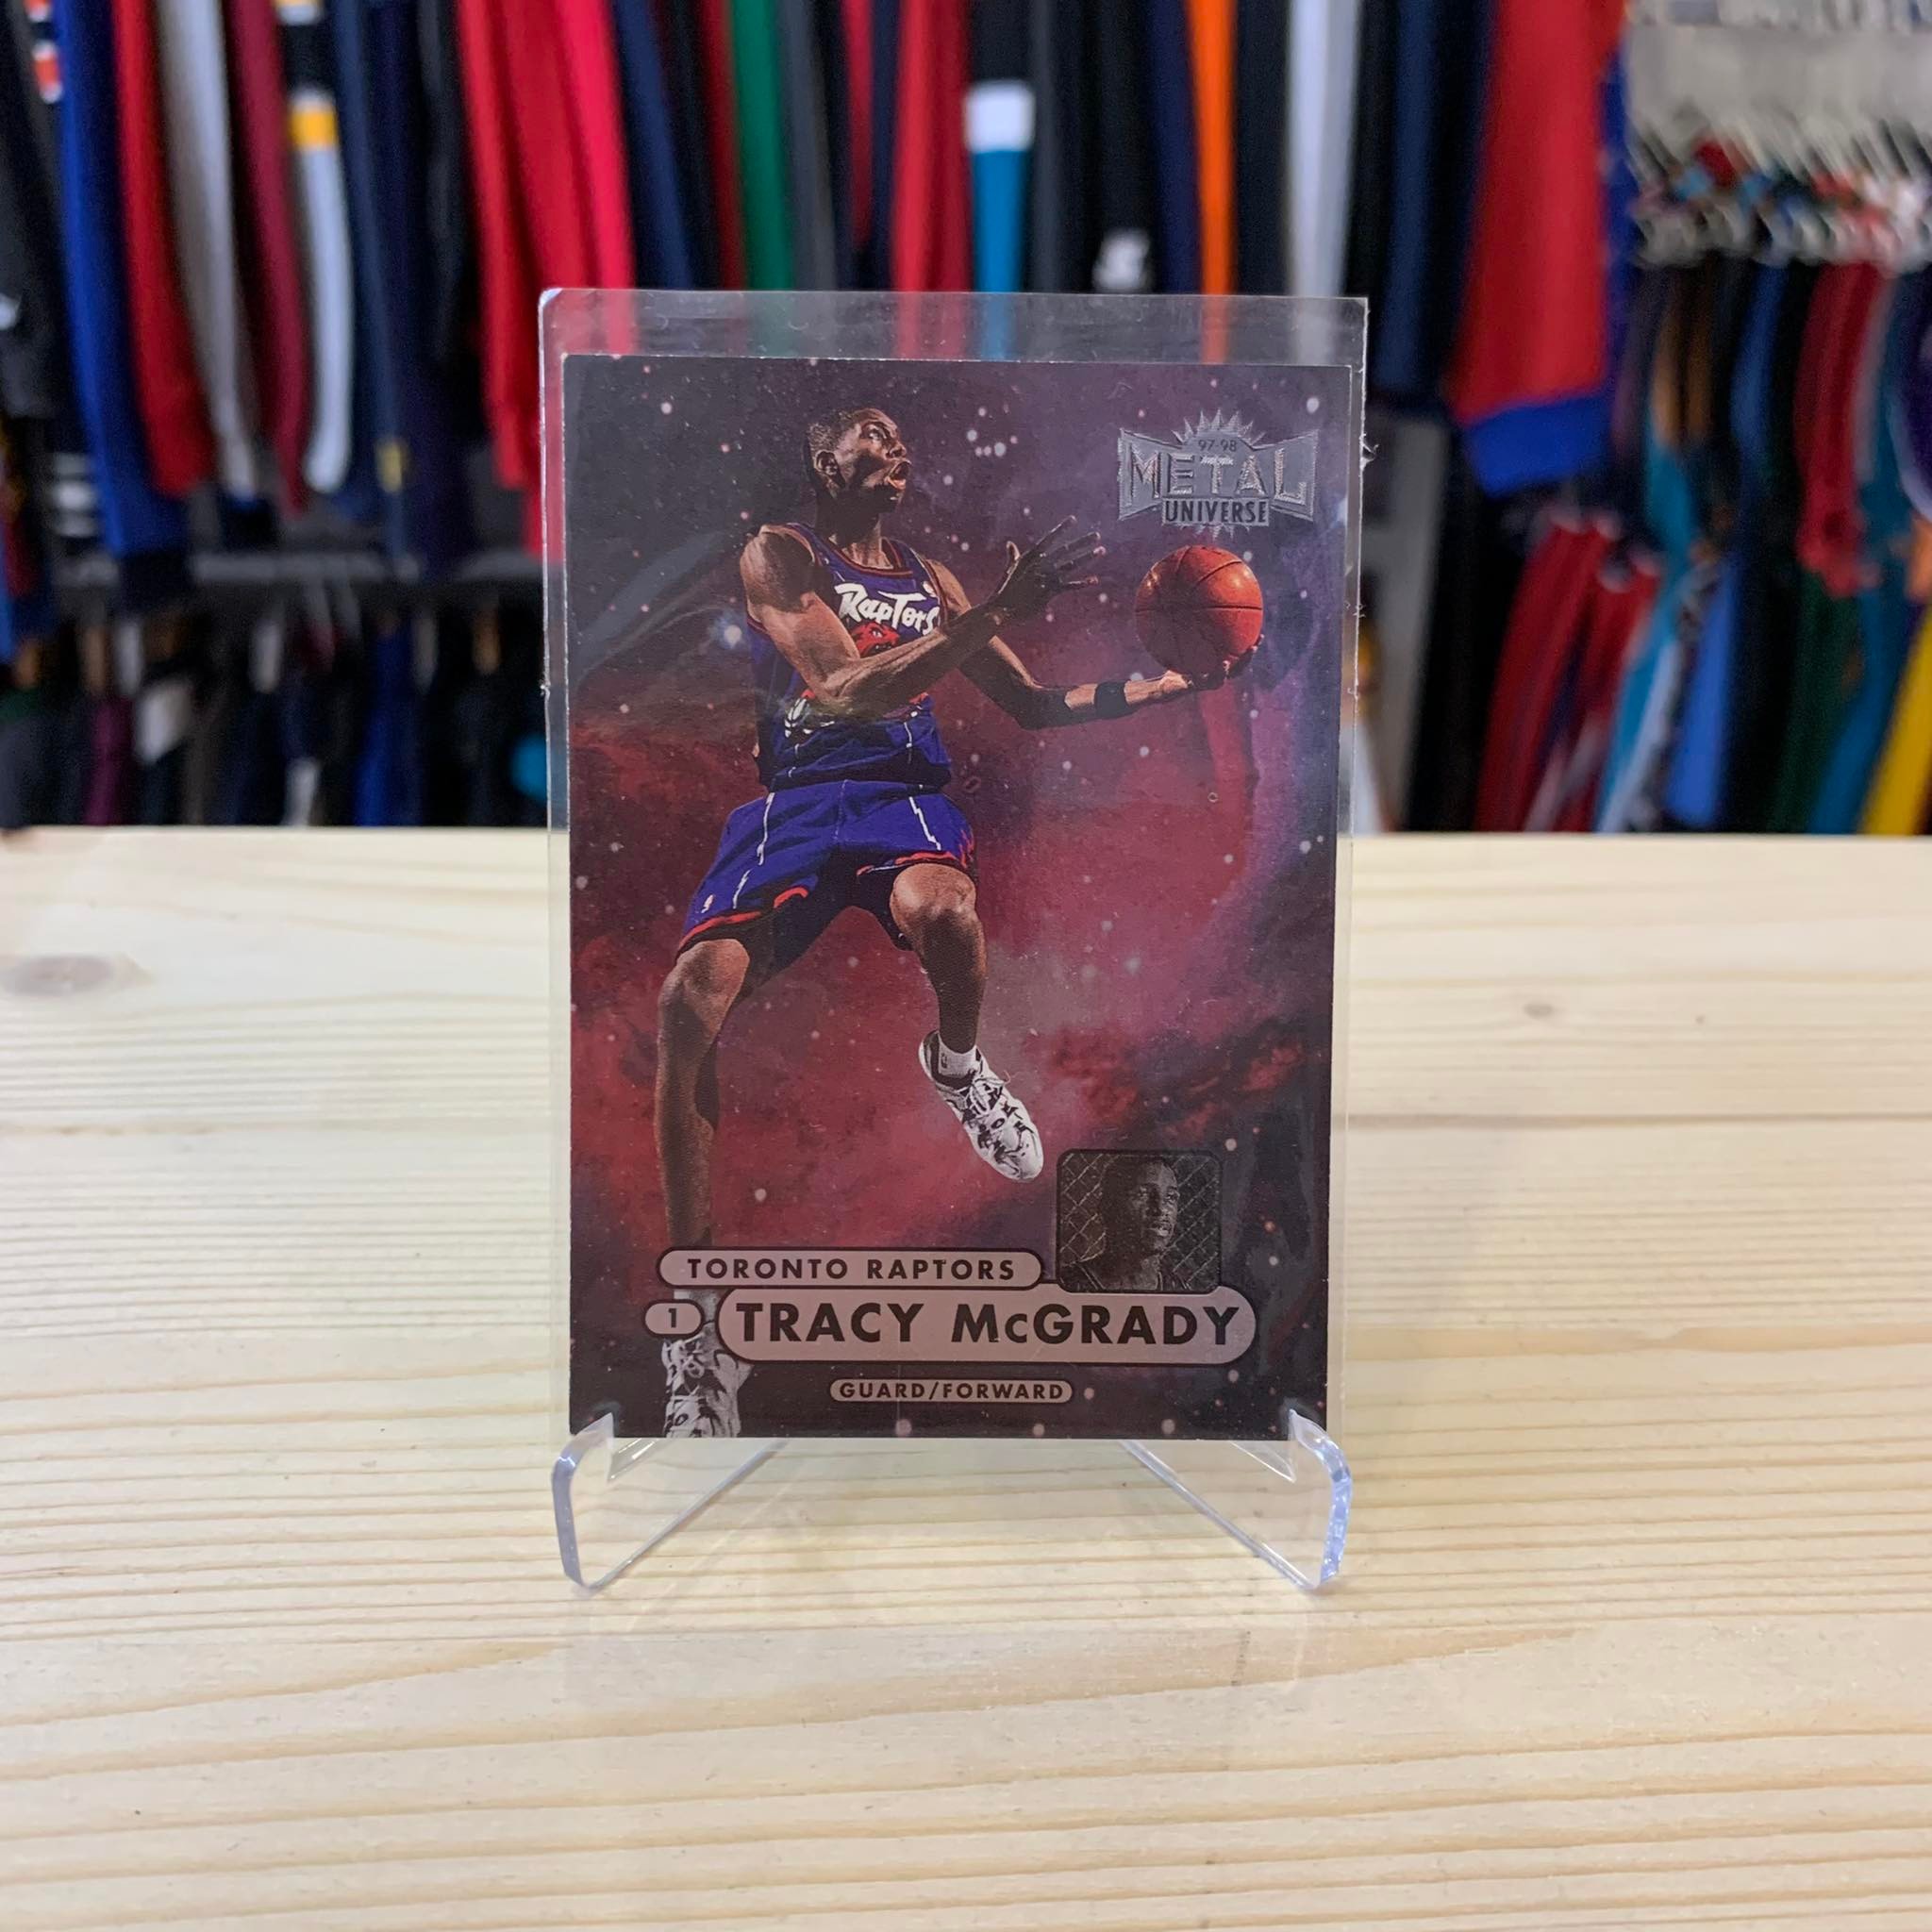 97-98
METAL
UNIVERSE
RAPTORS
TORONTO RAPTORS
1
TRACY McGRADY
GUARD/FORWARD